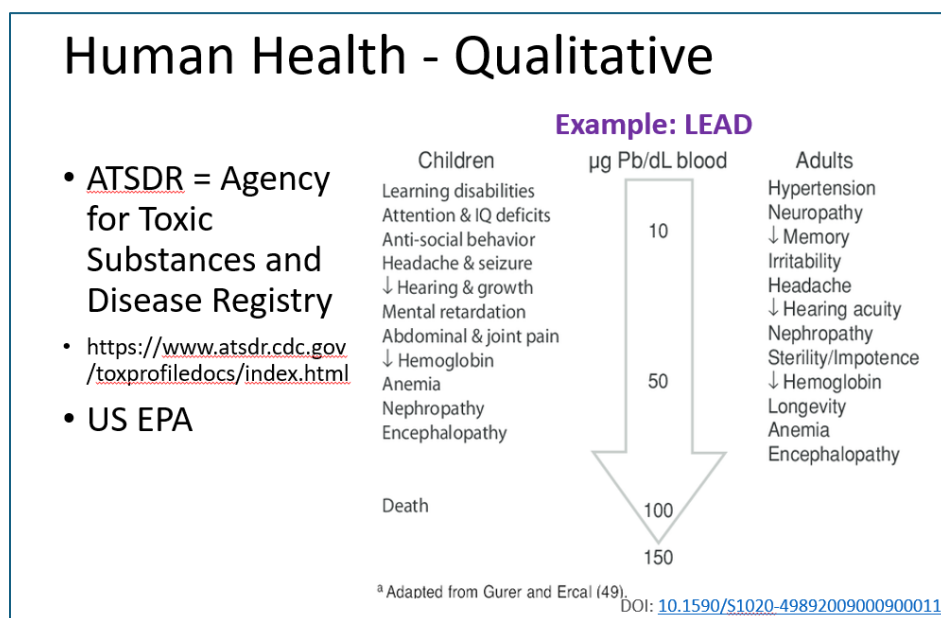 Human Health - Qualitative
• ATSDR = Agency
for Toxic
Substances and
Disease Registry
• https://www.atsdr.cdc.gov
/toxprofiledocs/index.html
• US EPA
Example: LEAD
Children
Learning disabilities
Attention & IQ deficits
Anti-social behavior
Headache & seizure
↓ Hearing & growth
Mental retardation
Abdominal & joint pain
↓ Hemoglobin
Anemia
Nephropathy
Encephalopathy
Death
µg Pb/dL blood
10
50
100
150
Adults
Hypertension
Neuropathy
↓ Memory
Irritability
Headache
↓ Hearing acuity
Nephropathy
Sterility/Impotence
↓ Hemoglobin
Longevity
Anemia
Encephalopathy
a Adapted from Gurer and Ercal (49).
DOI: 10.1590/S1020-49892009000900011